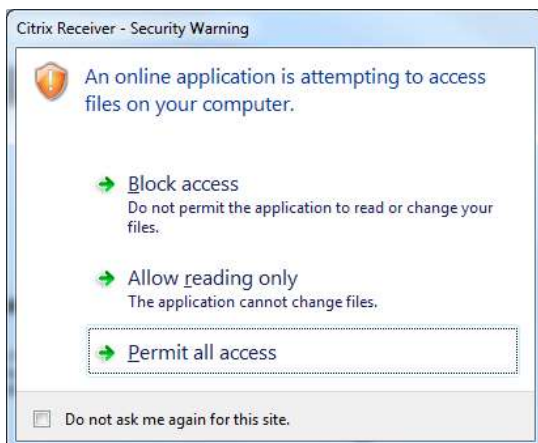 Citrix Receiver - Security Warning
An online application is attempting to access
files on your computer.
Block access
Do not permit the application to read or change your
files.
Allow reading only
The application cannot change files.
Permit all access
Do not ask me again for this site.